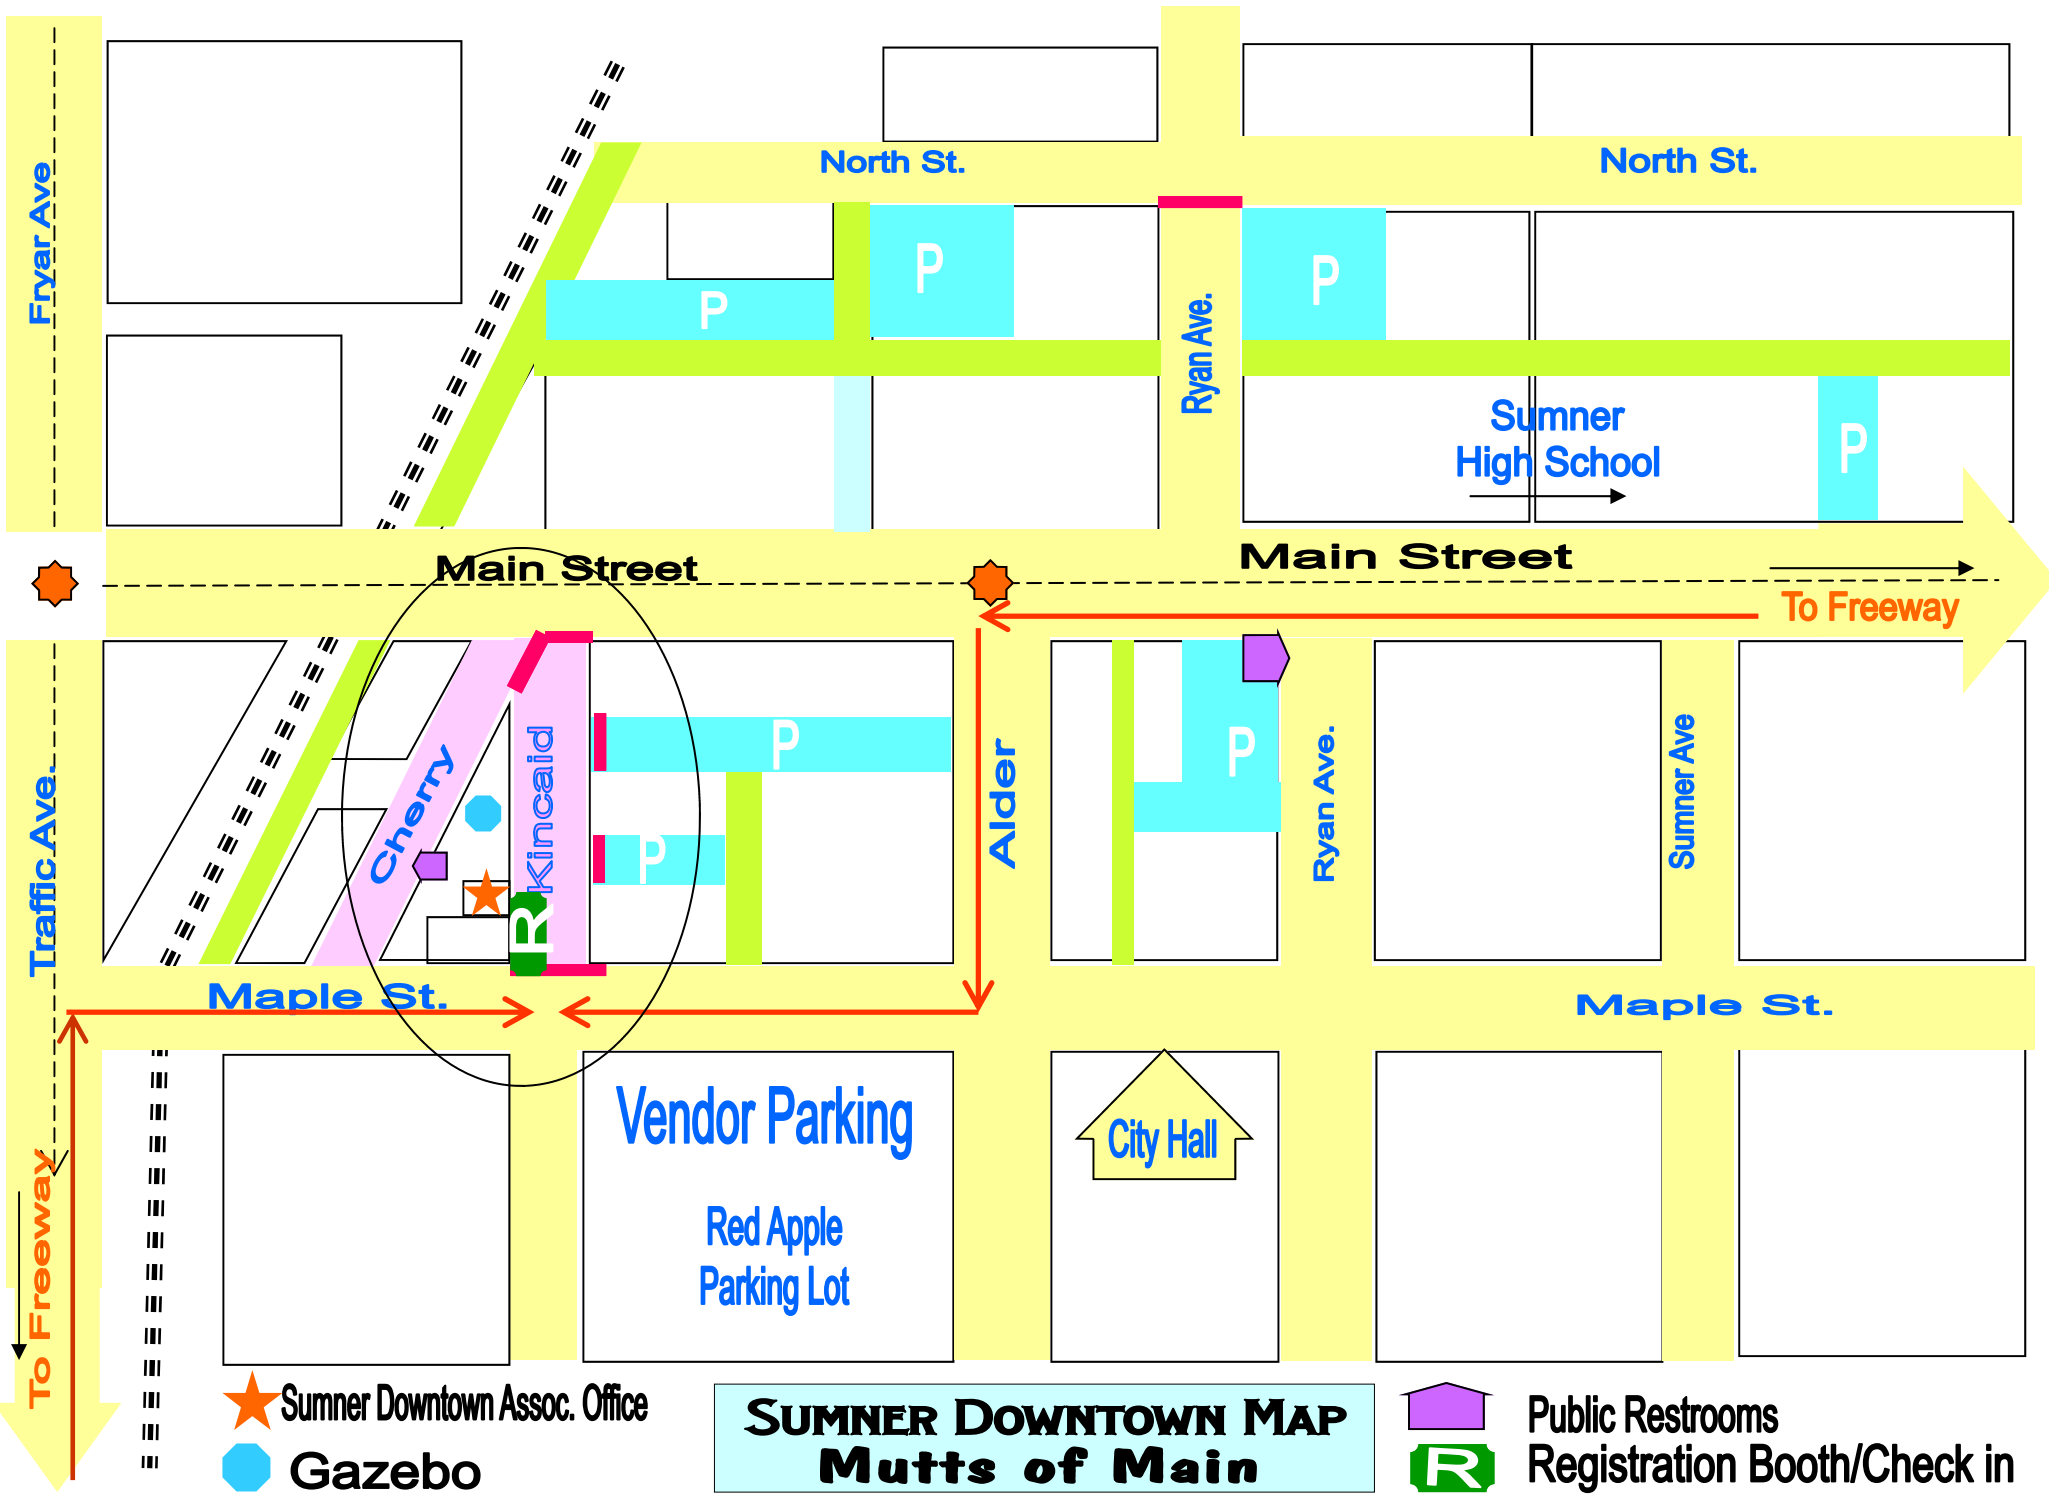 North St.
North St.
Fryar Ave
P
P
P
Ryan Ave.
Sumner
High School
P
Main Street
Main Street
To Freeway
Cherry
Kincaid
P
P
R
Alder
P
Ryan Ave.
Sumner Ave
Traffic Ave.
Maple St.
Maple St.
Vendor Parking
City Hall
Red Apple
Parking Lot
To Freeway
Sumner Downtown Assoc. Office
Gazebo
Sumner Downtown Map
Mutts of Main
Public Restrooms
R
Registration Booth/Check in